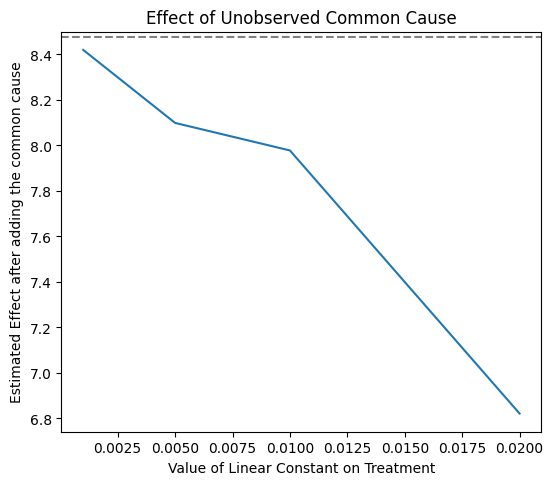 Effect of Unobserved Common Cause
Estimated Effect after adding the common cause
8.4
8.2
8.0
7.8
7.6
7.4
7.2
7.0
6.8
0.0025 0.0050 0.0075 0.0100 0.0125 0.0150 0.0175 0.0200
Value of Linear Constant on Treatment